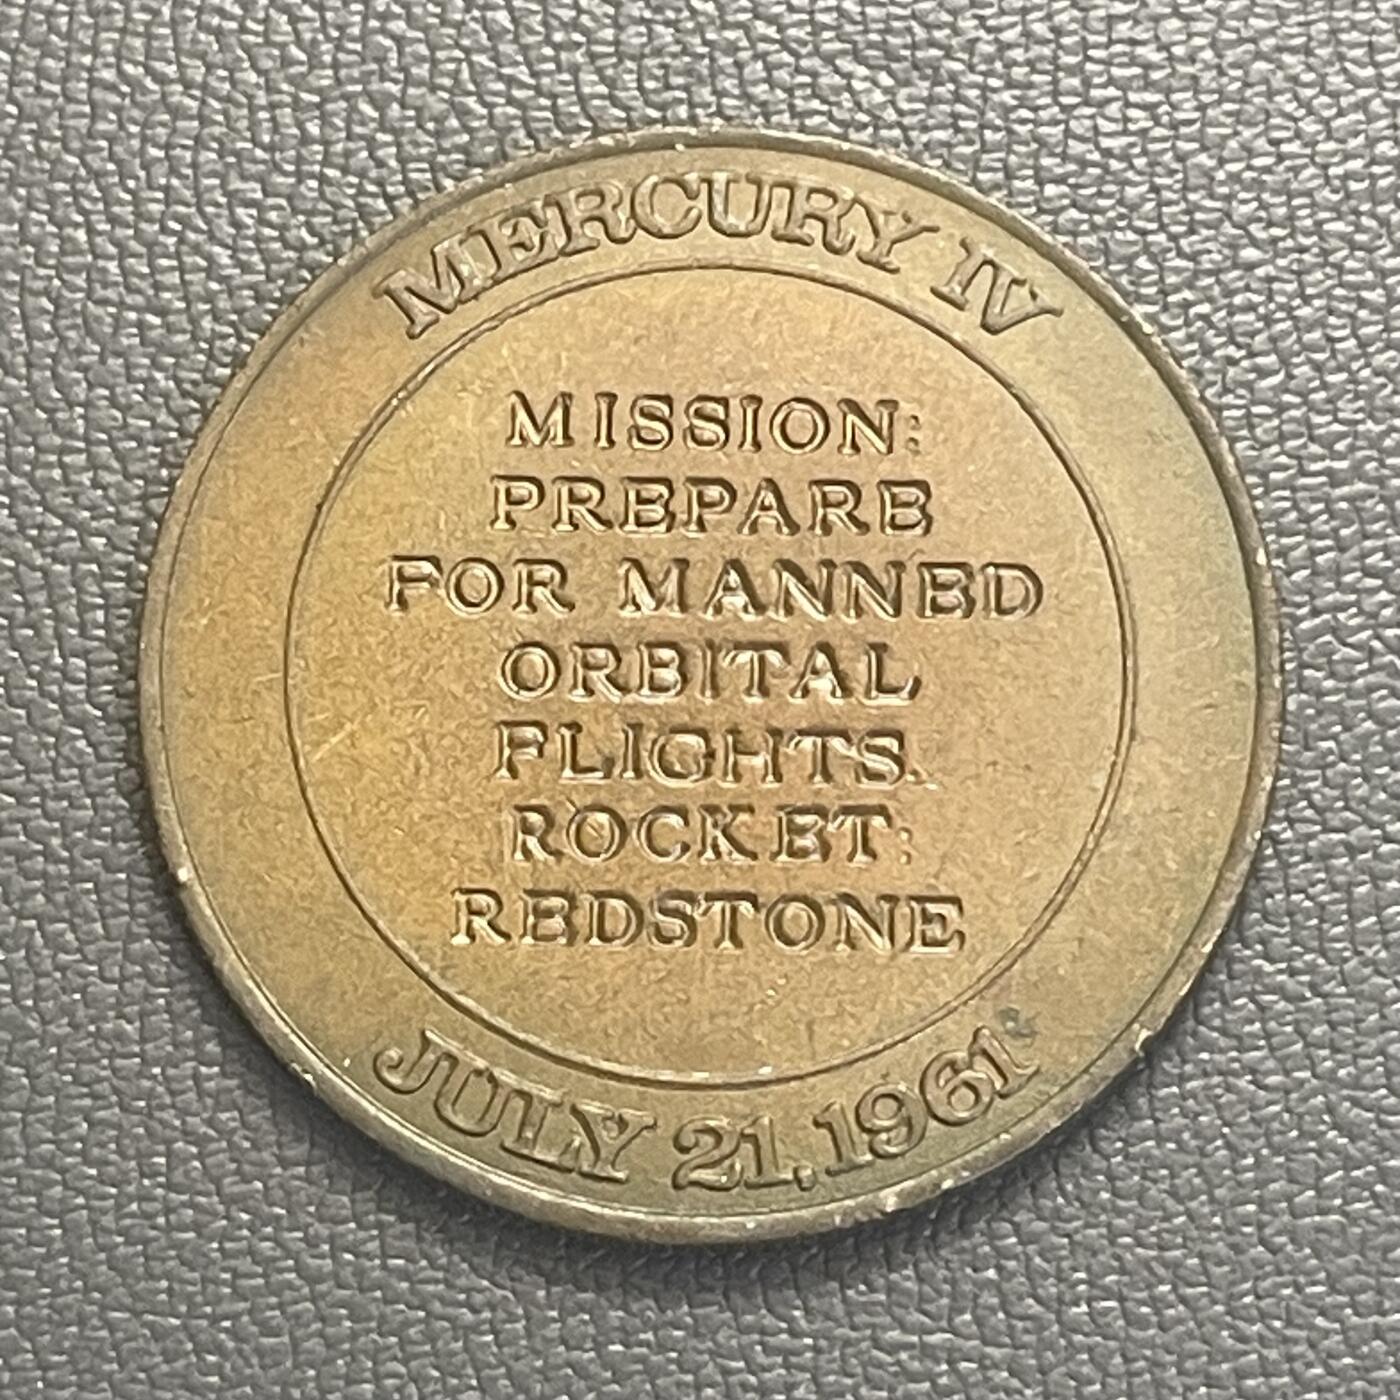 MERCURY IV
MISSION:
PREPARE
FOR MANNED
ORBITAL
FLIGHTS.
ROCKET:
REDSTONE
JULY 21, 1961